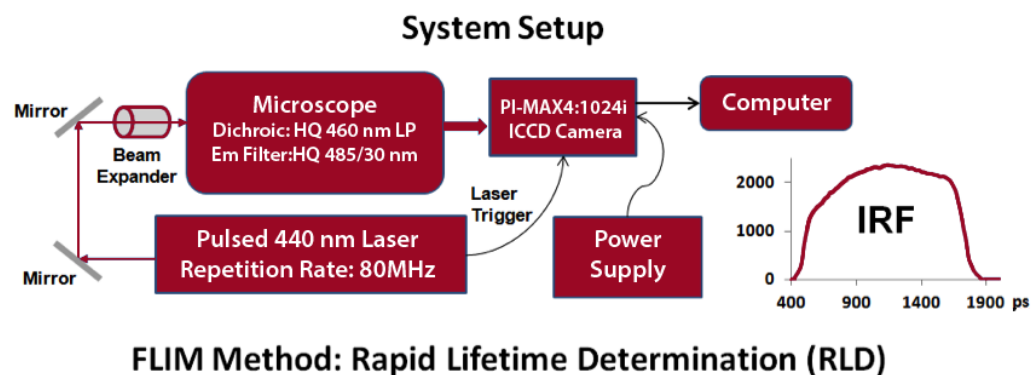 System Setup
Mirror
Beam
Expander
Microscope
Dichroic: HQ 460 nm LP
Em Filter:HQ 485/30 nm
PI-MAX4:1024i
ICCD Camera
Computer
Laser
Trigger
Mirror
Pulsed 440 nm Laser
Repetition Rate: 80MHz
Power
Supply
2000
1000
0
IRF
400 900 1400 1900 ps
FLIM Method: Rapid Lifetime Determination (RLD)